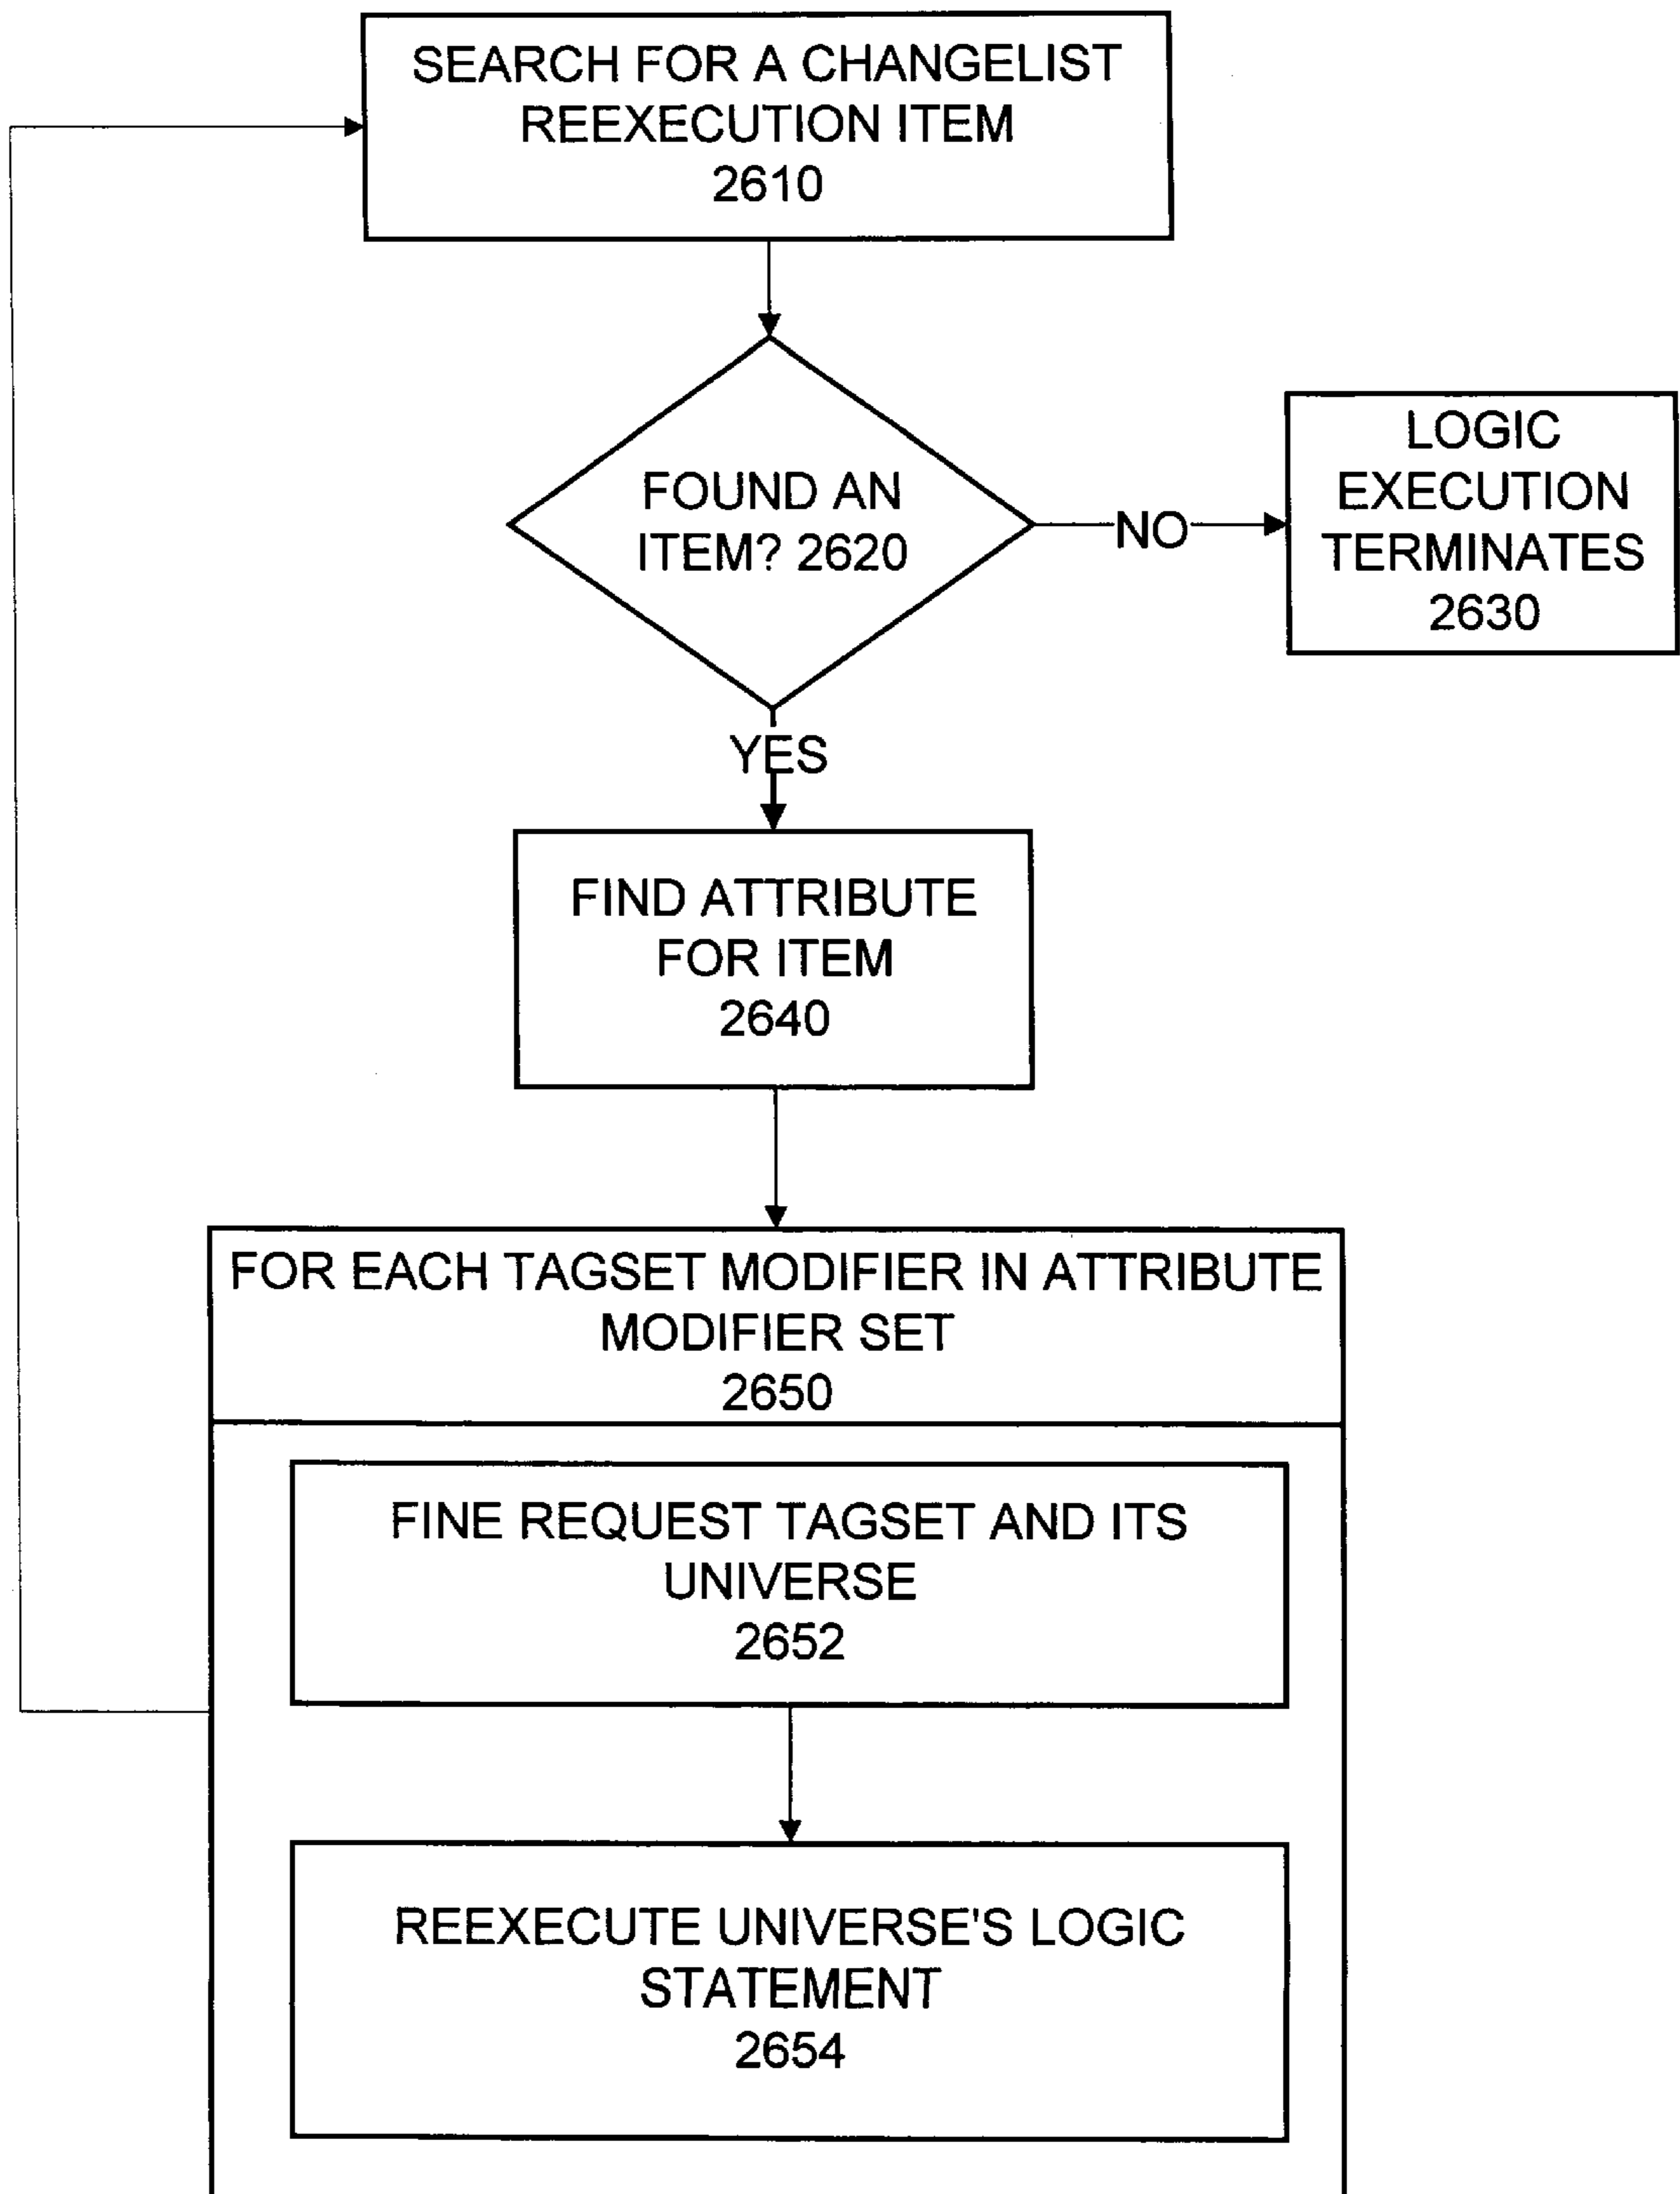 SEARCH FOR A CHANGELIST
REEXECUTION ITEM
2610
FOUND AN
ITEM? 2620
NO
LOGIC
EXECUTION
TERMINATES
2630
YES
FIND ATTRIBUTE
FOR ITEM
2640
FOR EACH TAGSET MODIFIER IN ATTRIBUTE
MODIFIER SET
2650
FINE REQUEST TAGSET AND ITS
UNIVERSE
2652
REEXECUTE UNIVERSE'S LOGIC
STATEMENT
2654